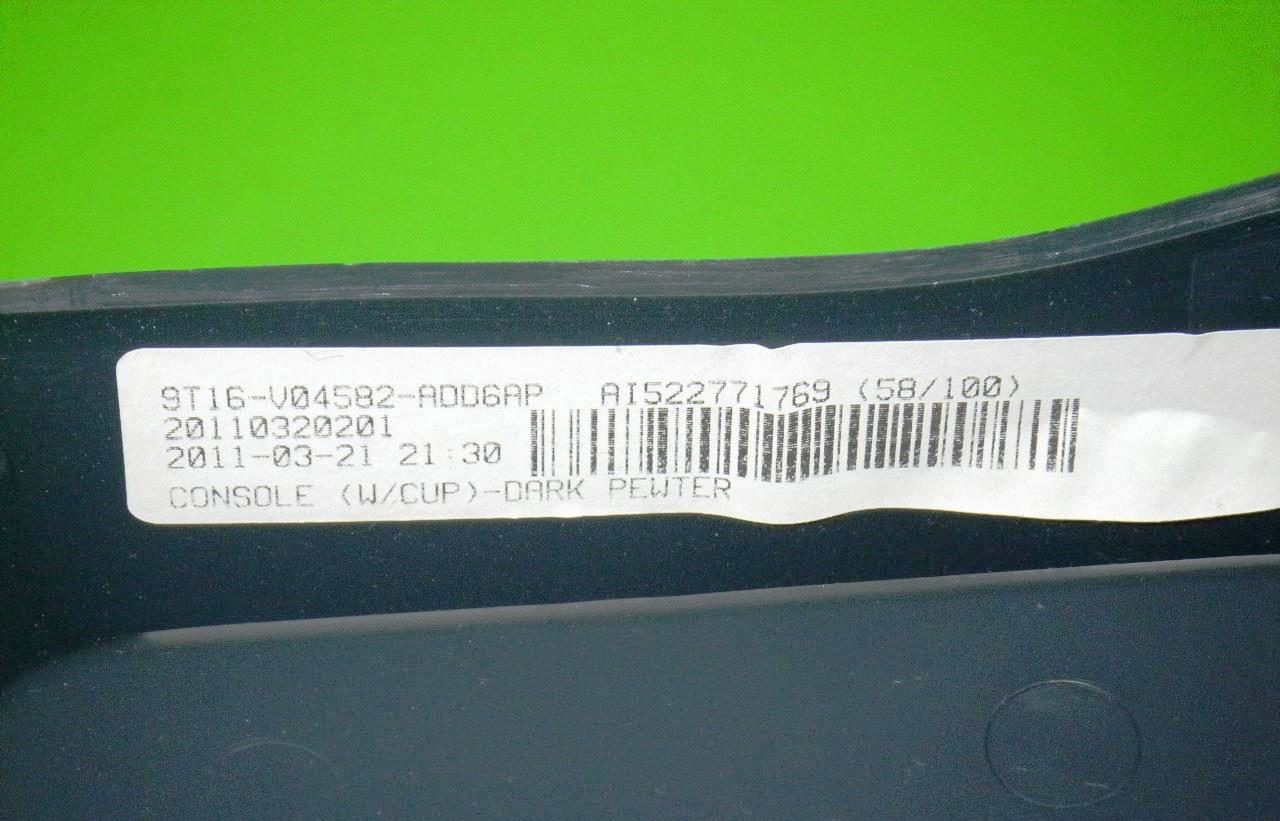 9T16-V04582-ADD6AP AI522771769 (58/100)
20110320201
2011-03-21 21:30
CONSOLE (W/CUP)-DARK PEWTER